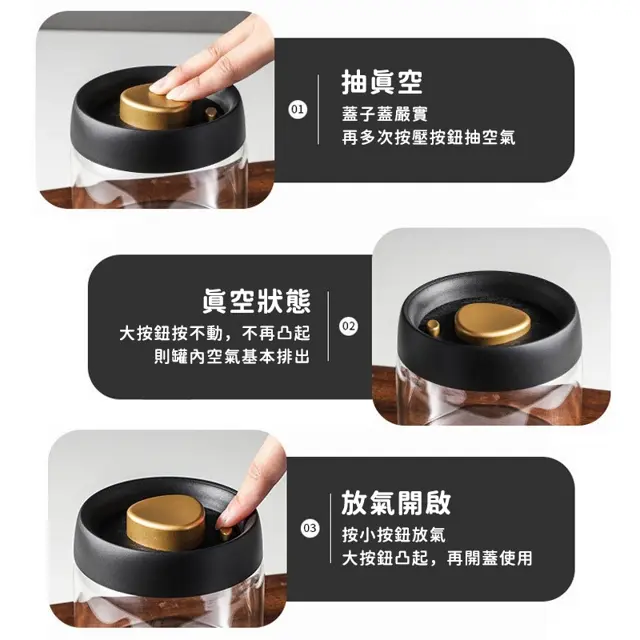 01
抽真空
蓋子蓋嚴實
再多次按壓按鈕抽空氣
真空狀態
大按鈕按不動，不再凸起
則罐內空氣基本排出
02
03
放氣開啟
按小按鈕放氣
大按鈕凸起，再開蓋使用